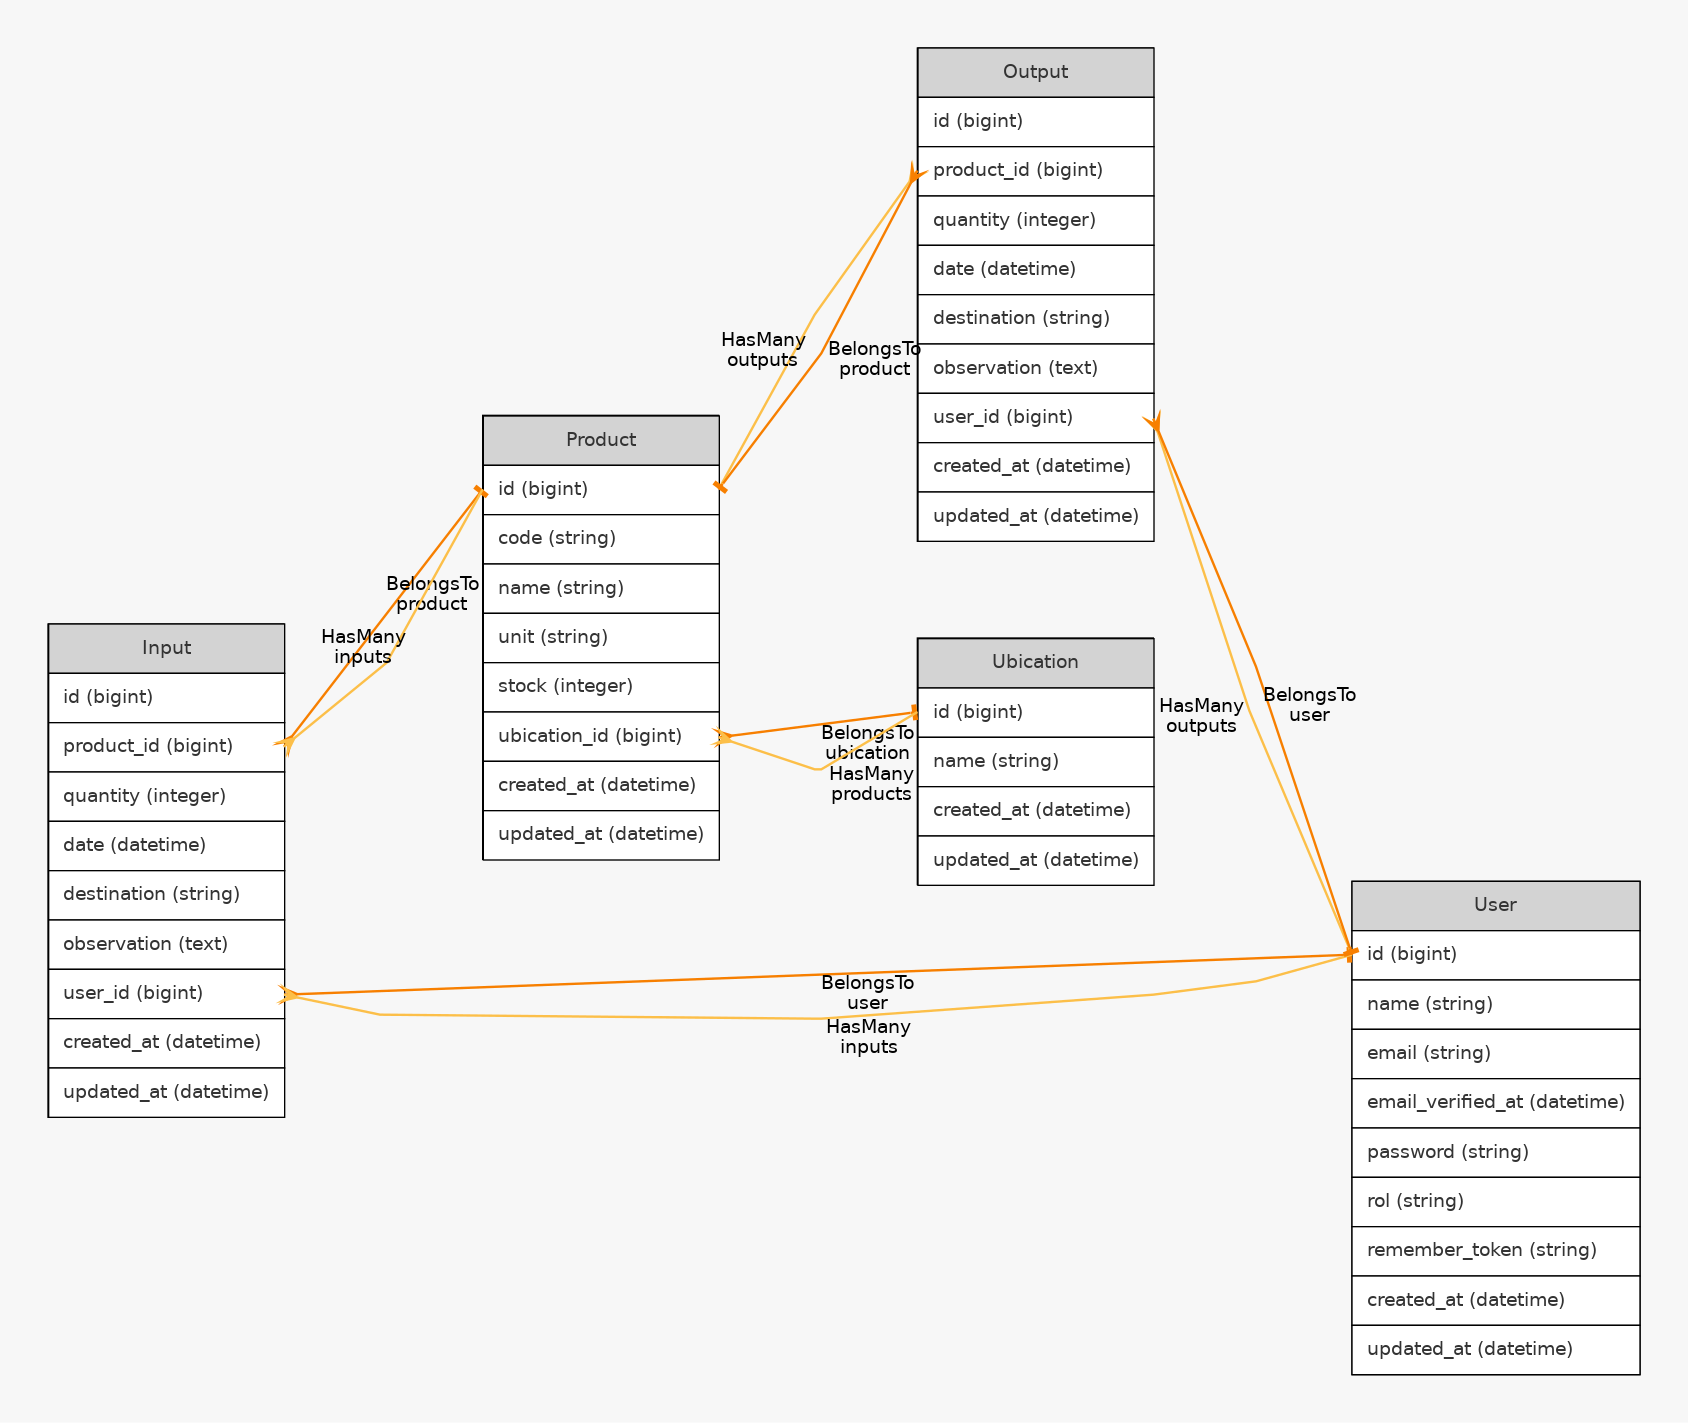 Output
id (bigint)
product_id (bigint)
quantity (integer)
date (datetime)
destination (string)
observation (text)
user_id (bigint)
created_at (datetime)
updated_at (datetime)
HasMany
outputs
BelongsTo
product
Product
id (bigint)
code (string)
name (string)
unit (string)
stock (integer)
ubication_id (bigint)
created_at (datetime)
updated_at (datetime)
BelongsTo
product
HasMany
inputs
Input
id (bigint)
product_id (bigint)
quantity (integer)
date (datetime)
destination (string)
observation (text)
user_id (bigint)
created_at (datetime)
updated_at (datetime)
Ubication
id (bigint)
name (string)
created_at (datetime)
updated_at (datetime)
BelongsTo
ubication
HasMany
products
HasMany
outputs
BelongsTo
user
User
id (bigint)
name (string)
email (string)
email_verified_at (datetime)
password (string)
rol (string)
remember_token (string)
created_at (datetime)
updated_at (datetime)
BelongsTo
user
HasMany
inputs